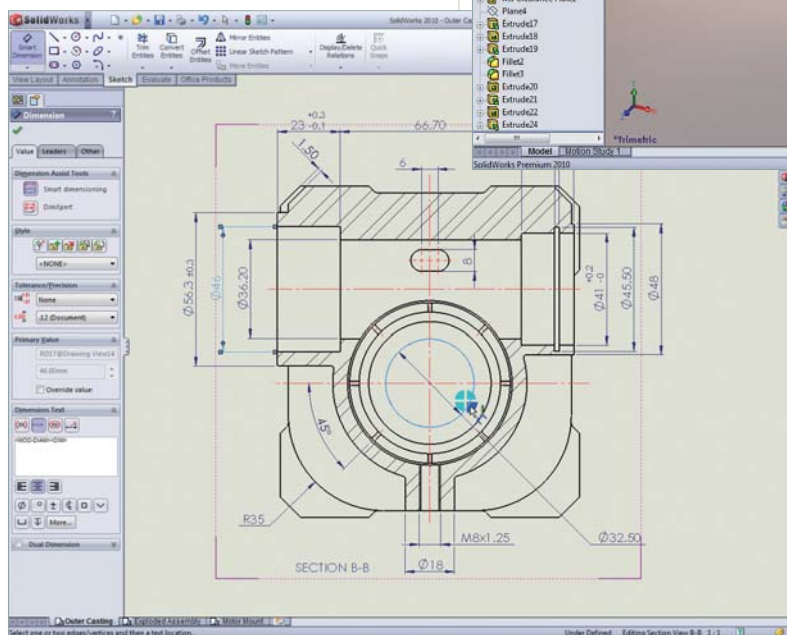 SolidWorks
SolidWorks 2010 - Outer Ca
Smart Dimension
Trim Entities
Convert Entities
Offset Entities
Mirror Entities
Linear Sketch Pattern
Move Entities
Display/Delete Relations
Quick Snaps
View Layout
Annotation
Sketch
Evaluate
Office Products
Plane4
Extrude17
Extrude18
Extrude19
Fillet2
Fillet3
Extrude20
Extrude21
Extrude22
Extrude24
*Trimetric
Model
Motion Study 1
SolidWorks Premium 2010
Dimension
?
Value
Leaders
Other
Dimension Assist Tools
Smart dimensioning
DimXpert
Style
<NONE>
Tolerance/Precision
None
.12 (Document)
Primary Value
RD17@Drawing View14
46.00mm
Override value:
Dimension Text
<MOD-DIAM><DIM>
More...
Dual Dimension
23 +0.3 -0.1
66.70
1.50
6
8
Ø56.3 ±0.3
Ø46
Ø36.20
Ø41 +0.2 -0
Ø45.50
Ø48
45°
R35
M8x1.25
Ø18
Ø32.50
SECTION B-B
Outer Casting
Exploded Assembly
Motor Mount
Select one or two edges/vertices and then a text location.
Under Defined
Editing Section View B-B
1 : 1